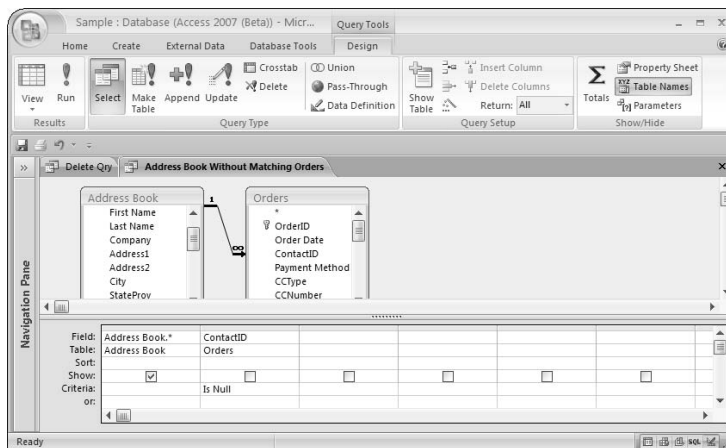 Sample : Database (Access 2007 (Beta)) - Micr...
Query Tools
Home Create External Data Database Tools Design
View Run Select Make Table Append Update Crosstab Delete Union Pass-Through Data Definition Show Table Insert Column Delete Columns Return: All Totals Property Sheet Table Names Parameters
Results Query Type Query Setup Show/Hide
Delete Qry Address Book Without Matching Orders
Navigation Pane
Address Book
First Name
Last Name
Company
Address1
Address2
City
StateProv
1
∞
Orders
*
OrderID
Order Date
ContactID
Payment Method
CCType
CCNumber
Field: Address Book.* ContactID
Table: Address Book Orders
Sort:
Show:
Criteria: Is Null
or:
Ready
SQL